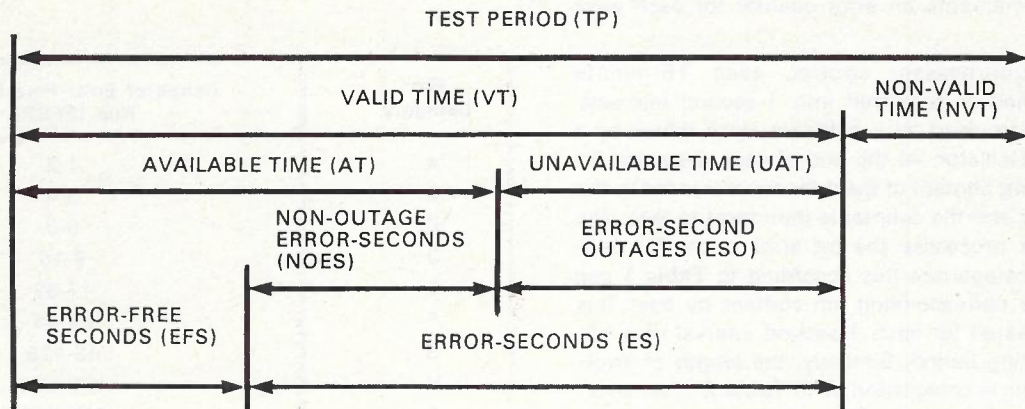 TEST PERIOD (TP)
VALID TIME (VT)
NON-VALID
TIME (NVT)
AVAILABLE TIME (AT)
UNAVAILABLE TIME (UAT)
NON-OUTAGE
ERROR-SECONDS
(NOES)
ERROR-SECOND
OUTAGES (ESO)
ERROR-FREE
SECONDS (EFS)
ERROR-SECONDS (ES)